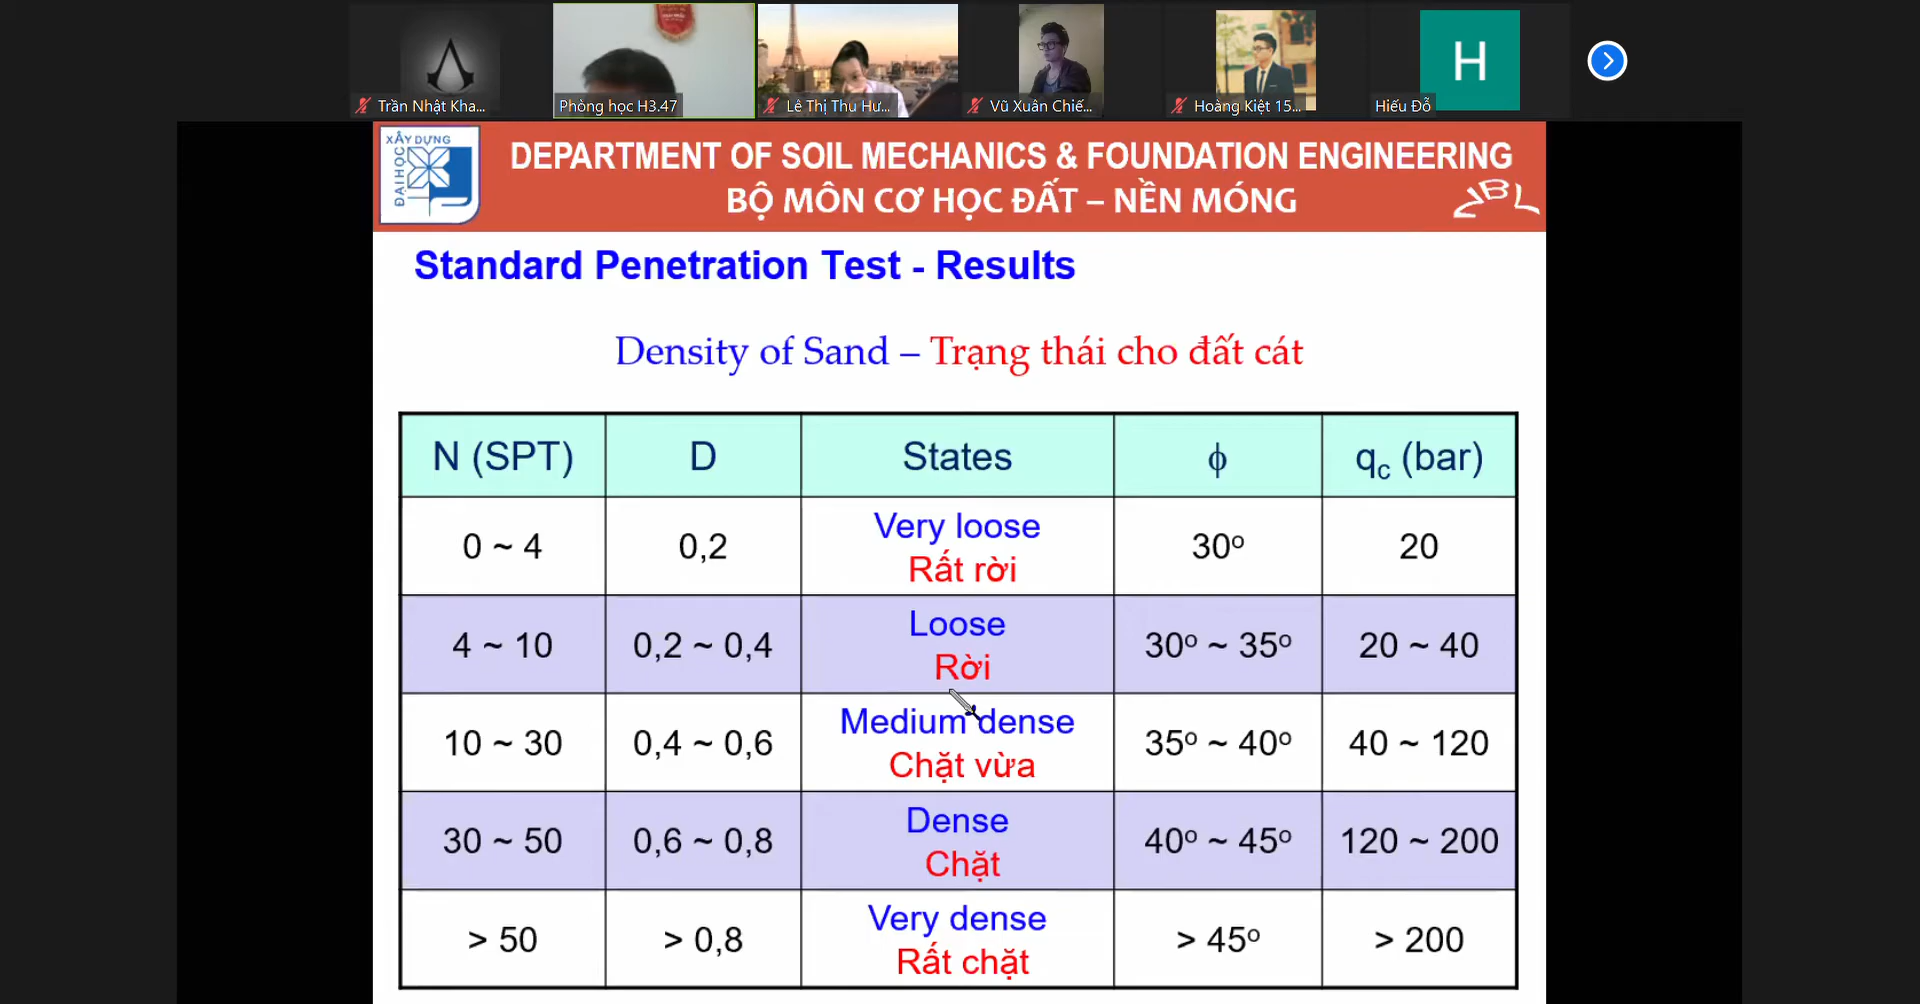 Trần Nhật Kha...
Phòng học H3.47
Lê Thị Thu Hư...
Vũ Xuân Chiế...
Hoàng Kiệt 15...
H
Hiếu Đỗ
XÂY DỰNG
ĐẠI HỌC
DEPARTMENT OF SOIL MECHANICS & FOUNDATION ENGINEERING
BỘ MÔN CƠ HỌC ĐẤT – NỀN MÓNG
Standard Penetration Test - Results
Density of Sand – Trạng thái cho đất cát
N (SPT) D States ϕ qc (bar)
0 ~ 4 0,2 Very loose 30º 20
Rất rời
4 ~ 10 0,2 ~ 0,4 Loose 30º ~ 35º 20 ~ 40
Rời
10 ~ 30 0,4 ~ 0,6 Medium dense 35º ~ 40º 40 ~ 120
Chặt vừa
30 ~ 50 0,6 ~ 0,8 Dense 40º ~ 45º 120 ~ 200
Chặt
> 50 > 0,8 Very dense > 45º > 200
Rất chặt